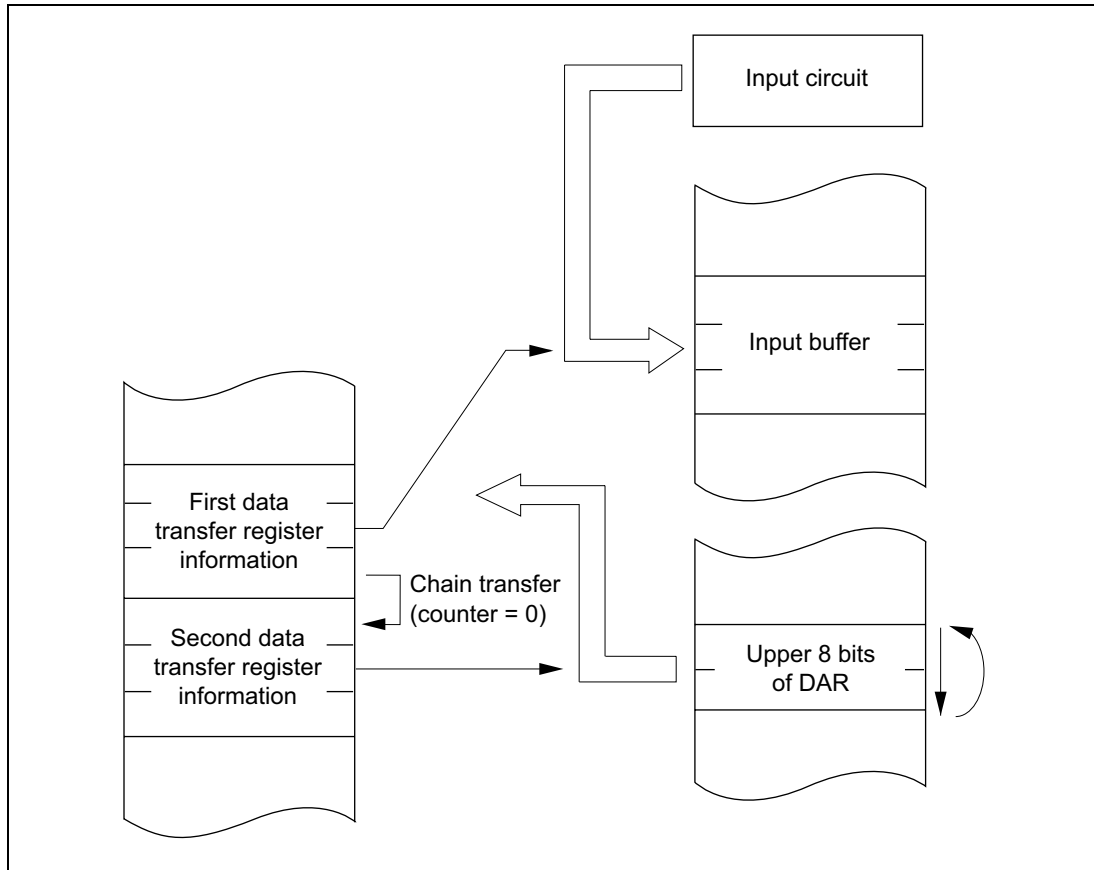 Input circuit
Input buffer
First data
transfer register
information
Chain transfer
(counter = 0)
Second data
transfer register
information
Upper 8 bits
of DAR